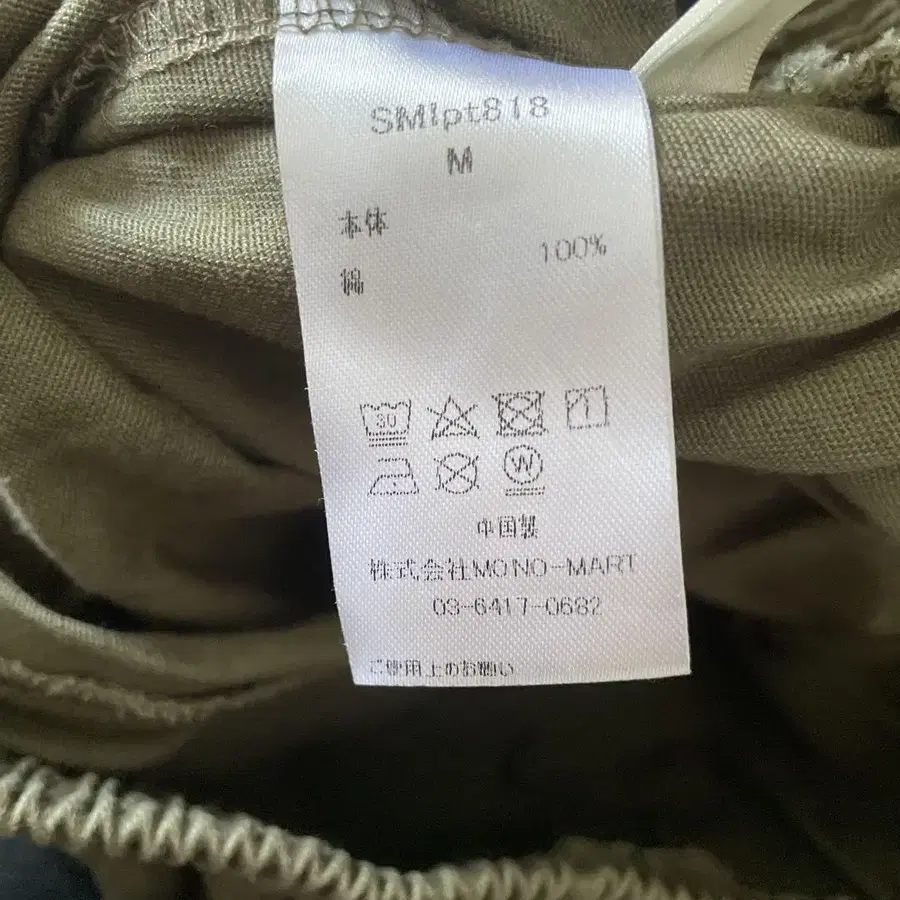 SMlpt818
M
本体
綿 100%
30
W
中国製
株式会社MONO-MART
03-6417-0682
ご使用上のお願い